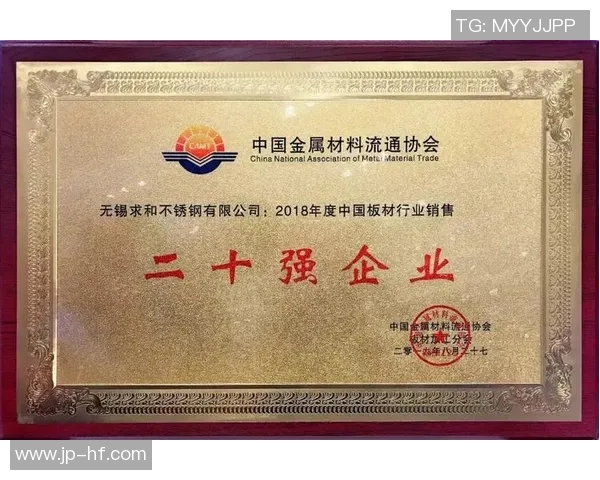 TG: MYYJJPP
CAMT
中国金属材料流通协会
China National Association of Metal Material Trade
无锡求和不锈钢有限公司：2018年度中国板材行业销售
二十强企业
中国金属材料流通协会
板材加工分会
二零一九年八月二十七
www.jp-hf.com